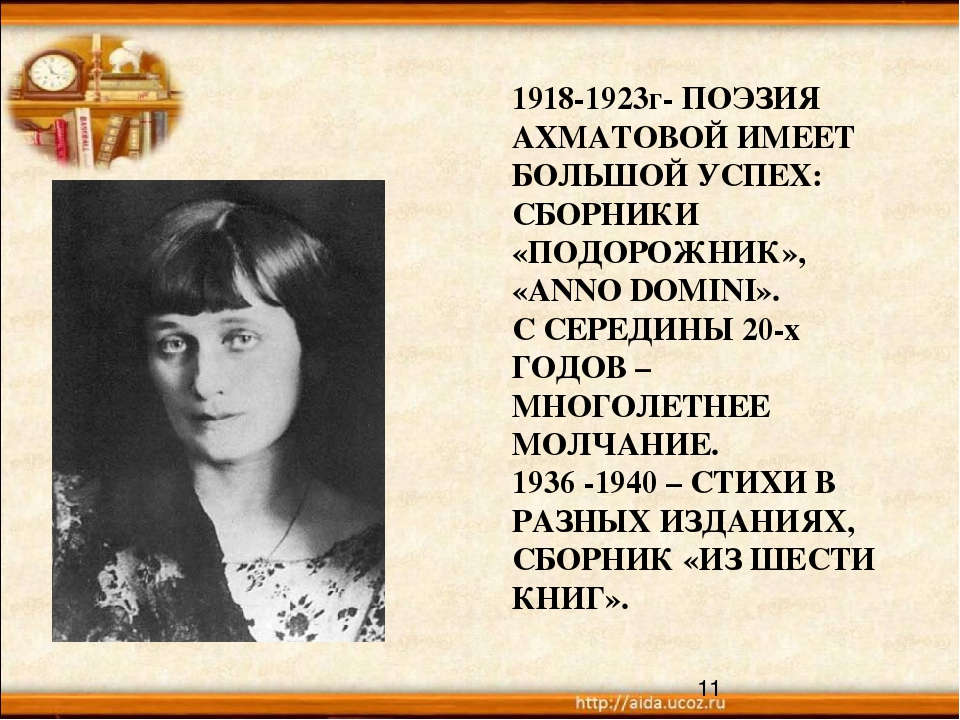 1918-1923г- ПОЭЗИЯ
АХМАТОВОЙ ИМЕЕТ
БОЛЬШОЙ УСПЕХ:
СБОРНИКИ
«ПОДОРОЖНИК»,
«ANNO DOMINI».
С СЕРЕДИНЫ 20-х
ГОДОВ –
МНОГОЛЕТНЕЕ
МОЛЧАНИЕ.
1936 -1940 – СТИХИ В
РАЗНЫХ ИЗДАНИЯХ,
СБОРНИК «ИЗ ШЕСТИ
КНИГ».
11
http://aida.ucoz.ru